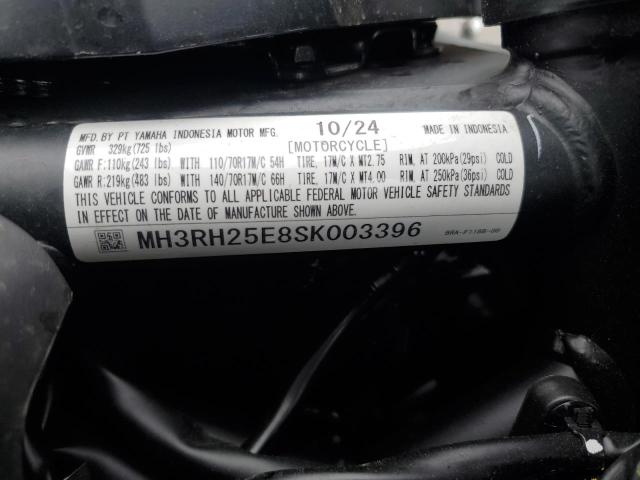 MFD. BY PT YAMAHA INDONESIA MOTOR MFG. 10/24 MADE IN INDONESIA
GVWR 329kg(725 lbs) [MOTORCYCLE]
GAWR F:110kg(243 lbs) WITH 110/70R17M/C 54H TIRE, 17M/C X MT2.75 RIM, AT 200kPa(29psi) COLD
GAWR R:219kg(483 lbs) WITH 140/70R17M/C 66H TIRE, 17M/C X MT4.00 RIM, AT 250kPa(36psi) COLD
THIS VEHICLE CONFORMS TO ALL APPLICABLE FEDERAL MOTOR VEHICLE SAFETY STANDARDS
IN EFFECT ON THE DATE OF MANUFACTURE SHOWN ABOVE.
MH3RH25E8SK003396